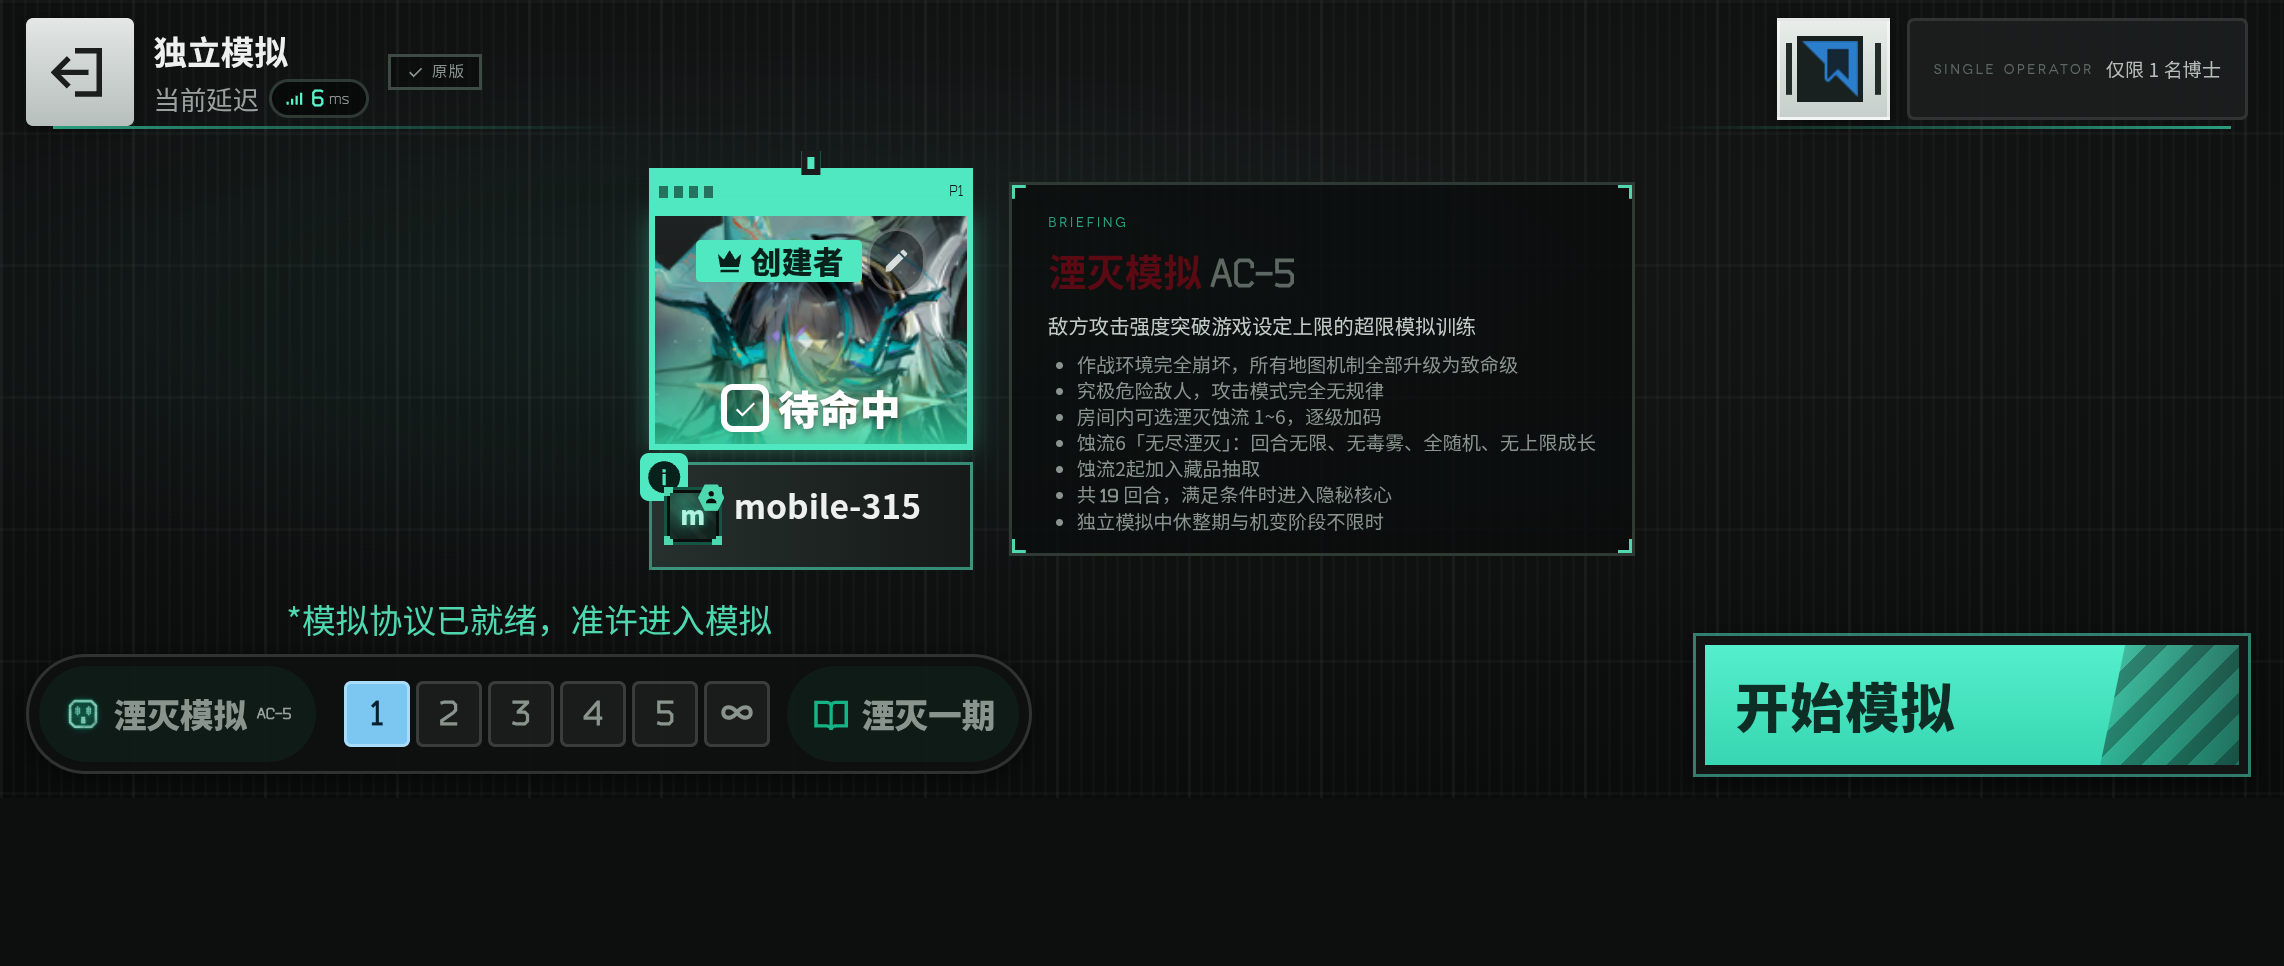 独立模拟
当前延迟 6 ms
原版
SINGLE OPERATOR 仅限 1 名博士
P1
创建者
待命中
i
m
mobile-315
BRIEFING
湮灭模拟 AC-5
敌方攻击强度突破游戏设定上限的超限模拟训练
作战环境完全崩坏，所有地图机制全部升级为致命级
究极危险敌人，攻击模式完全无规律
房间内可选湮灭蚀流 1~6，逐级加码
蚀流6「无尽湮灭」：回合无限、无毒雾、全随机、无上限成长
蚀流2起加入藏品抽取
共 19 回合，满足条件时进入隐秘核心
独立模拟中休整期与机变阶段不限时
*模拟协议已就绪，准许进入模拟
湮灭模拟 AC-5
1 2 3 4 5 ∞
湮灭一期
开始模拟